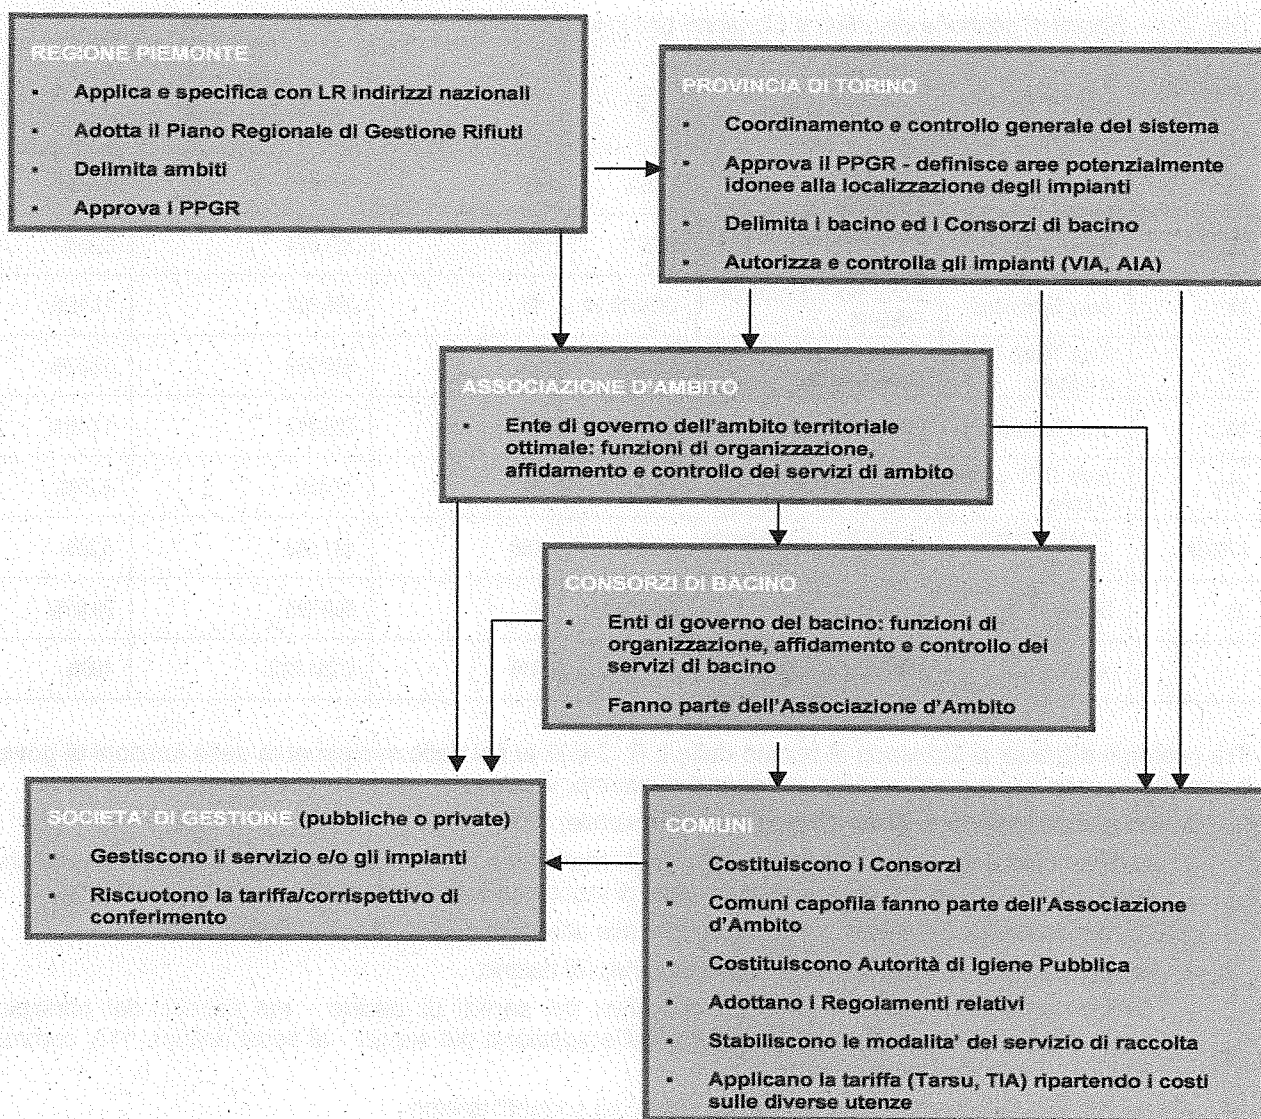 REGIONE PIEMONTE
▪ Applica e specifica con LR indirizzi nazionali
▪ Adotta il Piano Regionale di Gestione Rifiuti
▪ Delimita ambiti
▪ Approva i PPGR
PROVINCIA DI TORINO
▪ Coordinamento e controllo generale del sistema
▪ Approva il PPGR - definisce aree potenzialmente
idonee alla localizzazione degli impianti
▪ Delimita i bacino ed i Consorzi di bacino
▪ Autorizza e controlla gli impianti (VIA, AIA)
ASSOCIAZIONE D'AMBITO
▪ Ente di governo dell'ambito territoriale
ottimale: funzioni di organizzazione,
affidamento e controllo dei servizi di ambito
CONSORZI DI BACINO
▪ Enti di governo del bacino: funzioni di
organizzazione, affidamento e controllo dei
servizi di bacino
▪ Fanno parte dell'Associazione d'Ambito
SOCIETA' DI GESTIONE (pubbliche o private)
▪ Gestiscono il servizio e/o gli impianti
▪ Riscuotono la tariffa/corrispettivo di
conferimento
COMUNI
▪ Costituiscono i Consorzi
▪ Comuni capofila fanno parte dell'Associazione
d'Ambito
▪ Costituiscono Autorità di Igiene Pubblica
▪ Adottano i Regolamenti relativi
▪ Stabiliscono le modalita' del servizio di raccolta
▪ Applicano la tariffa (Tarsu, TIA) ripartendo i costi
sulle diverse utenze